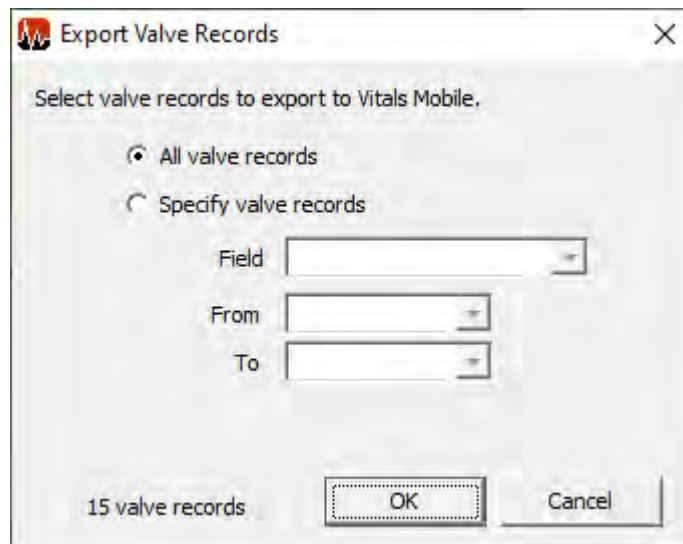 Export Valve Records
Select valve records to export to Vitals Mobile.
All valve records
Specify valve records
Field
From
To
15 valve records OK Cancel